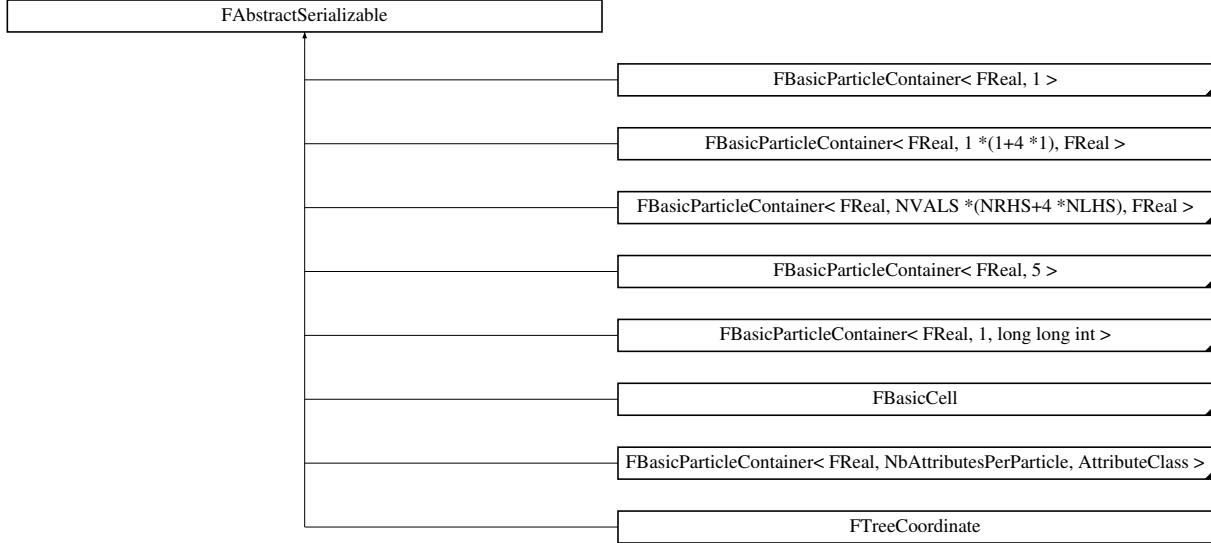 FAbstractSerializable
FBasicParticleContainer< FReal, 1 >
FBasicParticleContainer< FReal, 1 *(1+4 *1), FReal >
FBasicParticleContainer< FReal, NVALS *(NRHS+4 *NLHS), FReal >
FBasicParticleContainer< FReal, 5 >
FBasicParticleContainer< FReal, 1, long long int >
FBasicCell
FBasicParticleContainer< FReal, NbAttributesPerParticle, AttributeClass >
FTreeCoordinate